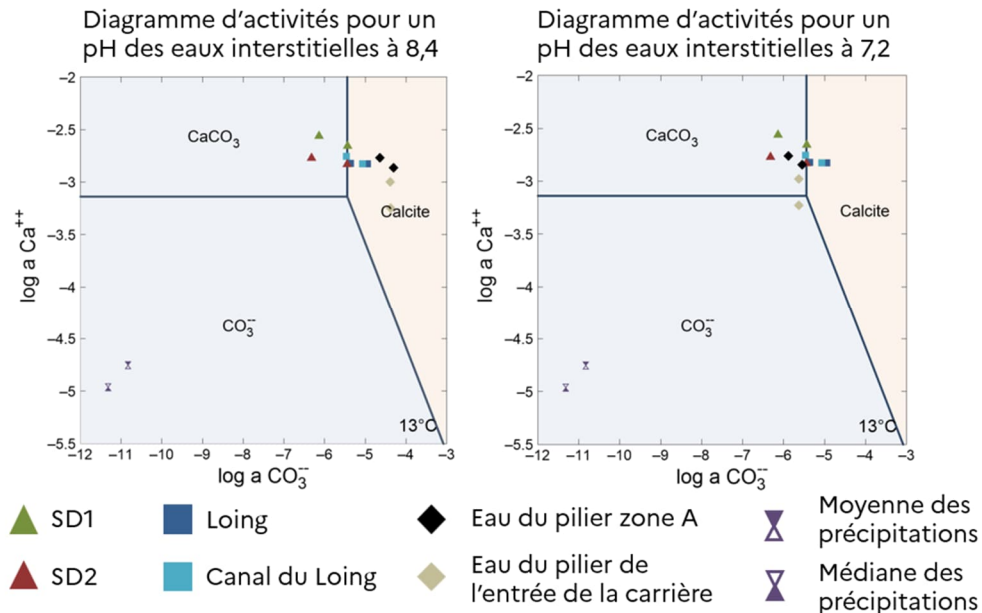 Diagramme d'activités pour un
pH des eaux interstitielles à 8,4
–2
–2.5
–3
–3.5
–4
–4.5
–5
–5.5
log a Ca++
CaCO3
Calcite
CO3--
13°C
–12 –11 –10 –9 –8 –7 –6 –5 –4 –3
log a CO3--
Diagramme d'activités pour un
pH des eaux interstitielles à 7,2
–2
–2.5
–3
–3.5
–4
–4.5
–5
–5.5
log a Ca++
CaCO3
Calcite
CO3--
13°C
–12 –11 –10 –9 –8 –7 –6 –5 –4 –3
log a CO3--
SD1
SD2
Loing
Canal du Loing
Eau du pilier zone A
Eau du pilier de
l'entrée de la carrière
Moyenne des
précipitations
Médiane des
précipitations